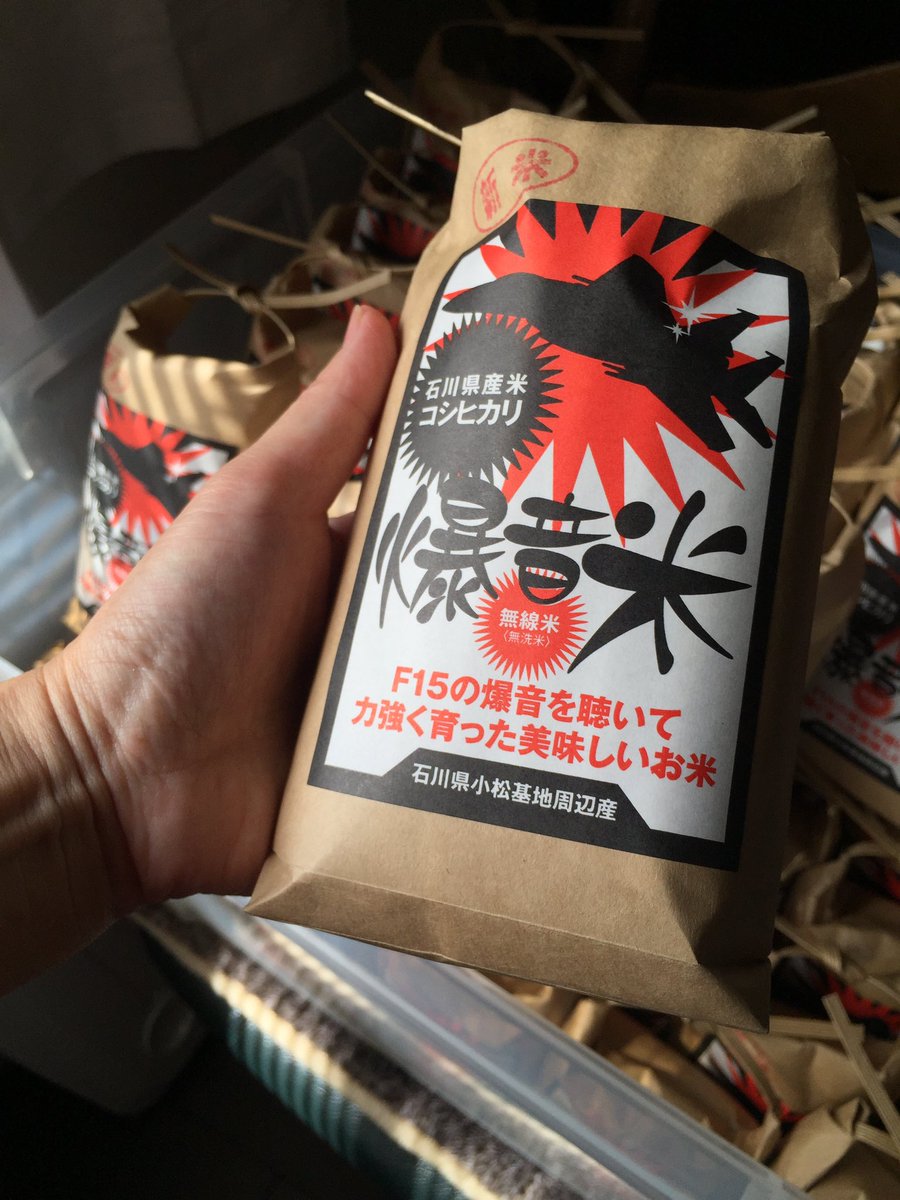 新米
石川県産米
コシヒカリ
爆音米
無線米
〈無洗米〉
F15の爆音を聴いて
力強く育った美味しいお米
石川県小松基地周辺産